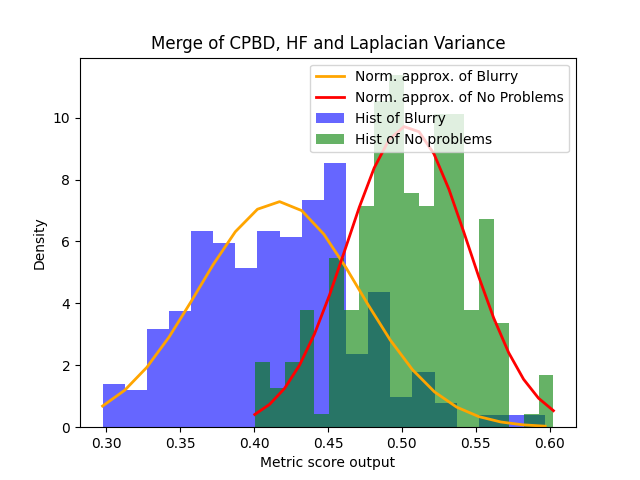 Merge of CPBD, HF and Laplacian Variance
Norm. approx. of Blurry
Norm. approx. of No Problems
Hist of Blurry
Hist of No problems
Density
10
8
6
4
2
0
0.30 0.35 0.40 0.45 0.50 0.55 0.60
Metric score output